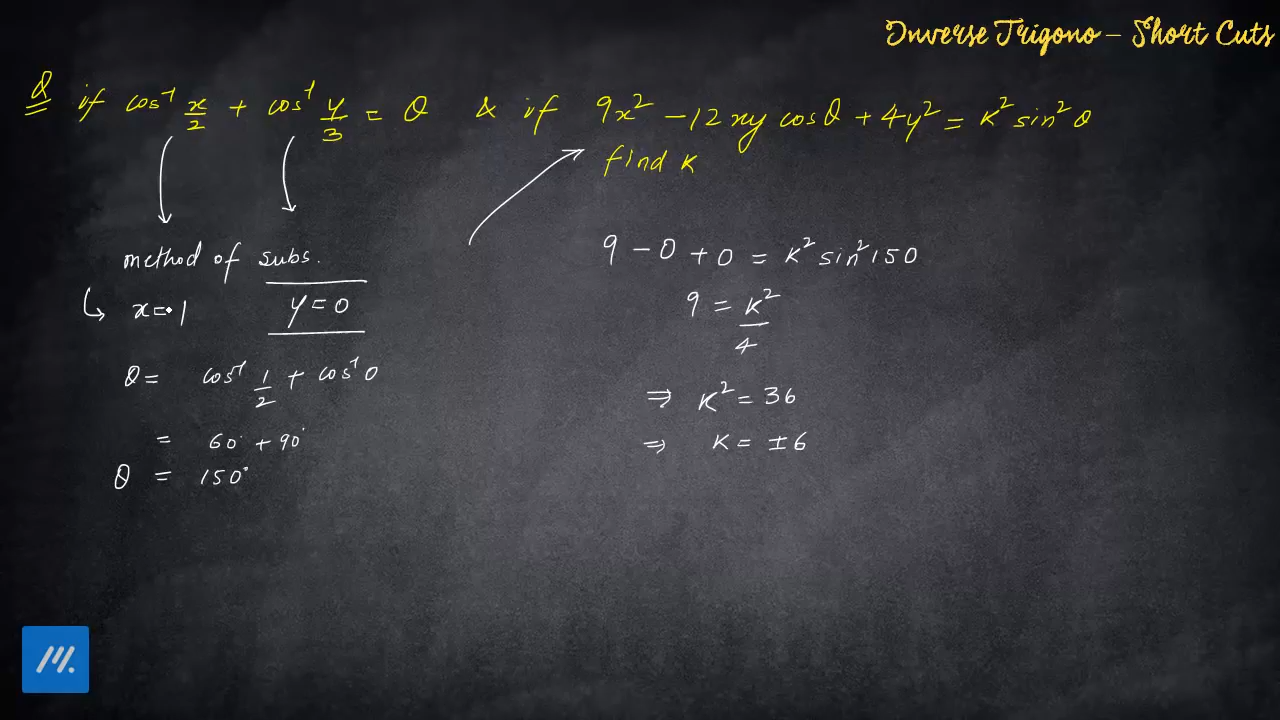 Inverse Trigono – Short Cuts
Q if cos⁻¹ x/2 + cos⁻¹ y/3 = θ & if 9x² - 12xy cosθ + 4y² = k² sin²θ
find k
method of subs.
↳ x = 1 y = 0
θ = cos⁻¹ 1/2 + cos⁻¹ 0
= 60° + 90°
θ = 150°
9 - 0 + 0 = k² sin² 150
9 = k²/4
⇒ k² = 36
⇒ k = ±6
M.